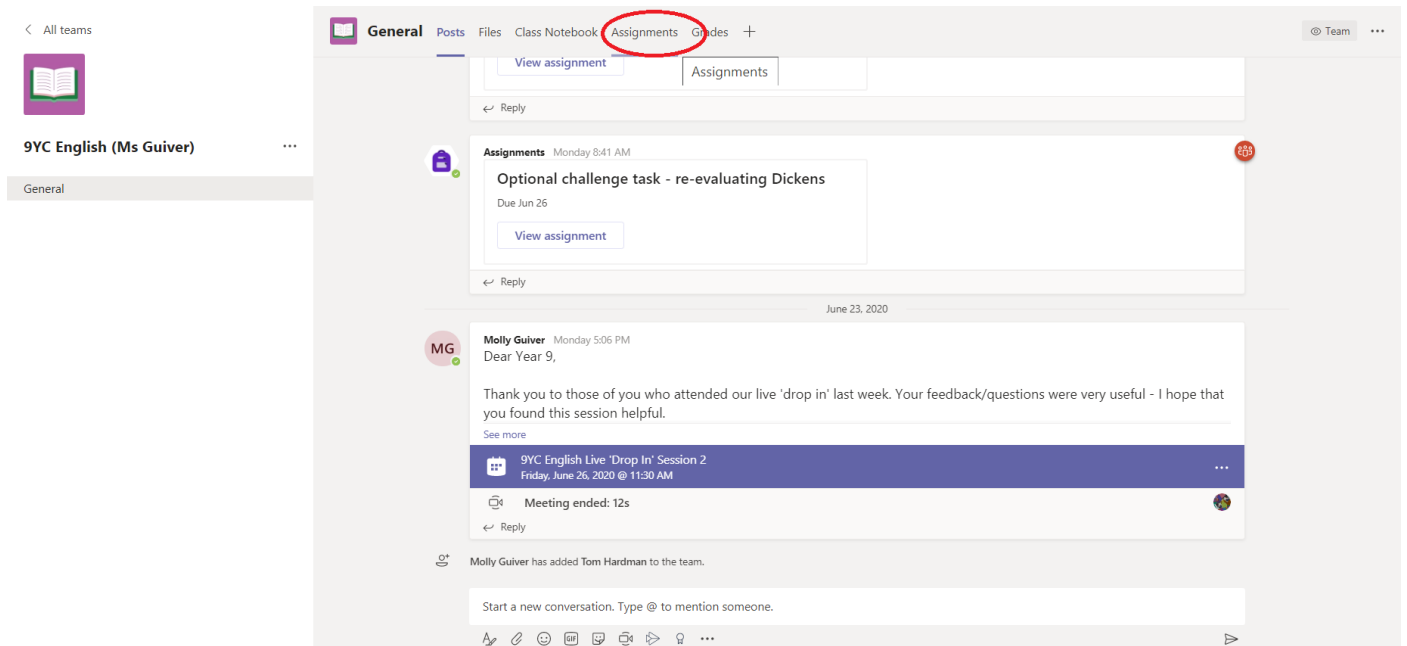 All teams
General Posts Files Class Notebook Assignments Grades
Team
View assignment
Assignments
Reply
9YC English (Ms Guiver)
General
Assignments Monday 8:41 AM
Optional challenge task - re-evaluating Dickens
Due Jun 26
View assignment
Reply
June 23, 2020
MG
Molly Guiver Monday 5:06 PM
Dear Year 9,
Thank you to those of you who attended our live 'drop in' last week. Your feedback/questions were very useful - I hope that
you found this session helpful.
See more
9YC English Live 'Drop In' Session 2
Friday, June 26, 2020 @ 11:30 AM
Meeting ended: 12s
Reply
Molly Guiver has added Tom Hardman to the team.
Start a new conversation. Type @ to mention someone.
GIF